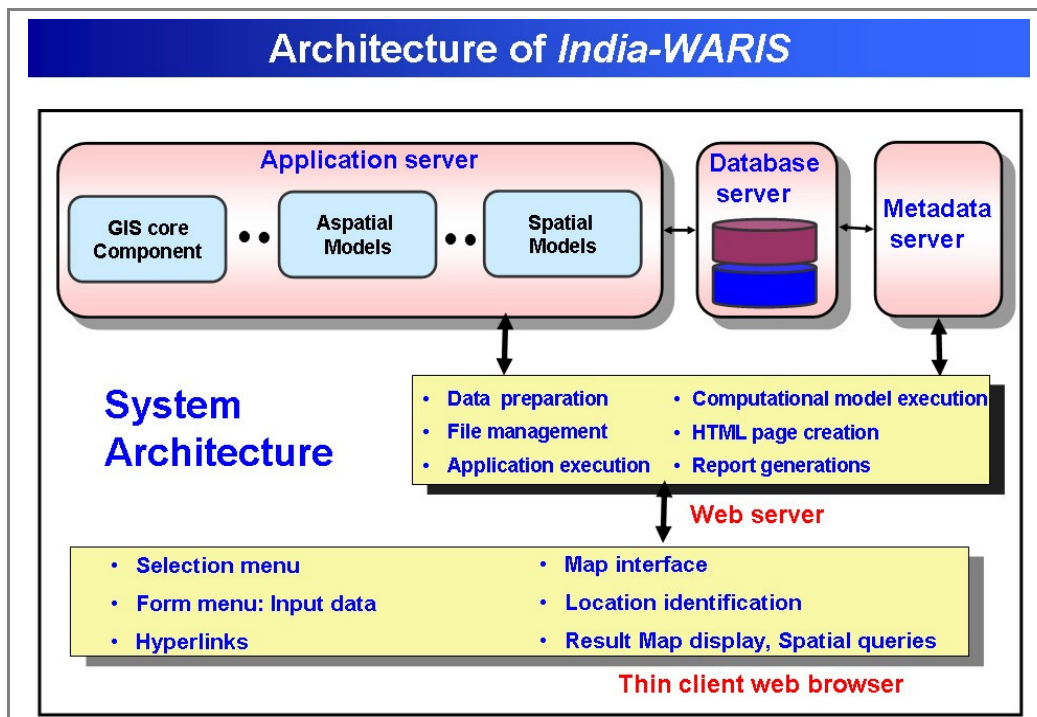 Architecture of India-WARIS
Application server
GIS core
Component
Aspatial
Models
Spatial
Models
Database
server
Metadata
server
System
Architecture
• Data preparation
• File management
• Application execution
• Computational model execution
• HTML page creation
• Report generations
Web server
• Selection menu
• Form menu: Input data
• Hyperlinks
• Map interface
• Location identification
• Result Map display, Spatial queries
Thin client web browser